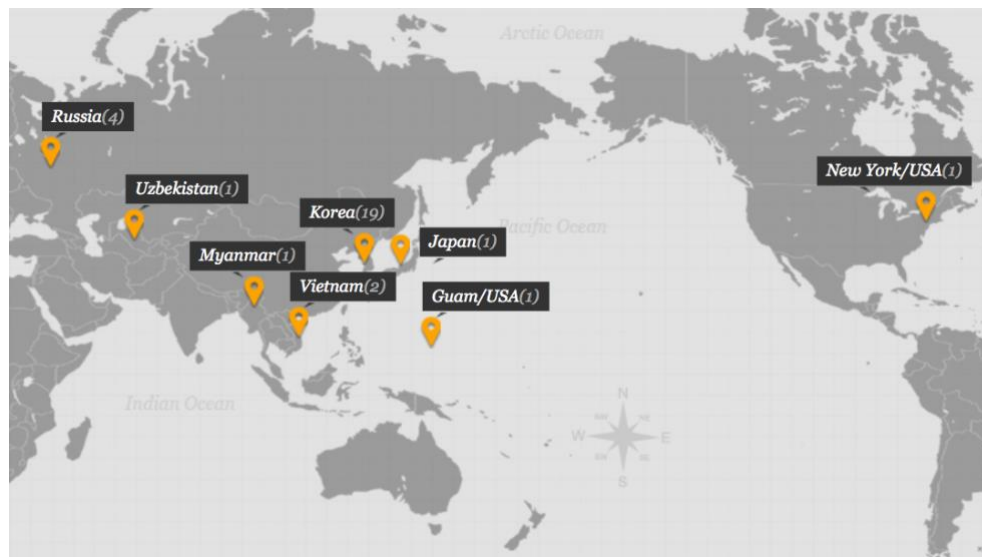 Arctic Ocean
Russia(4)
New York/USA(1)
Uzbekistan(1)
Korea(19)
Pacific Ocean
Japan(1)
Myanmar(1)
Vietnam(2)
Guam/USA(1)
Indian Ocean
N
W
E
S